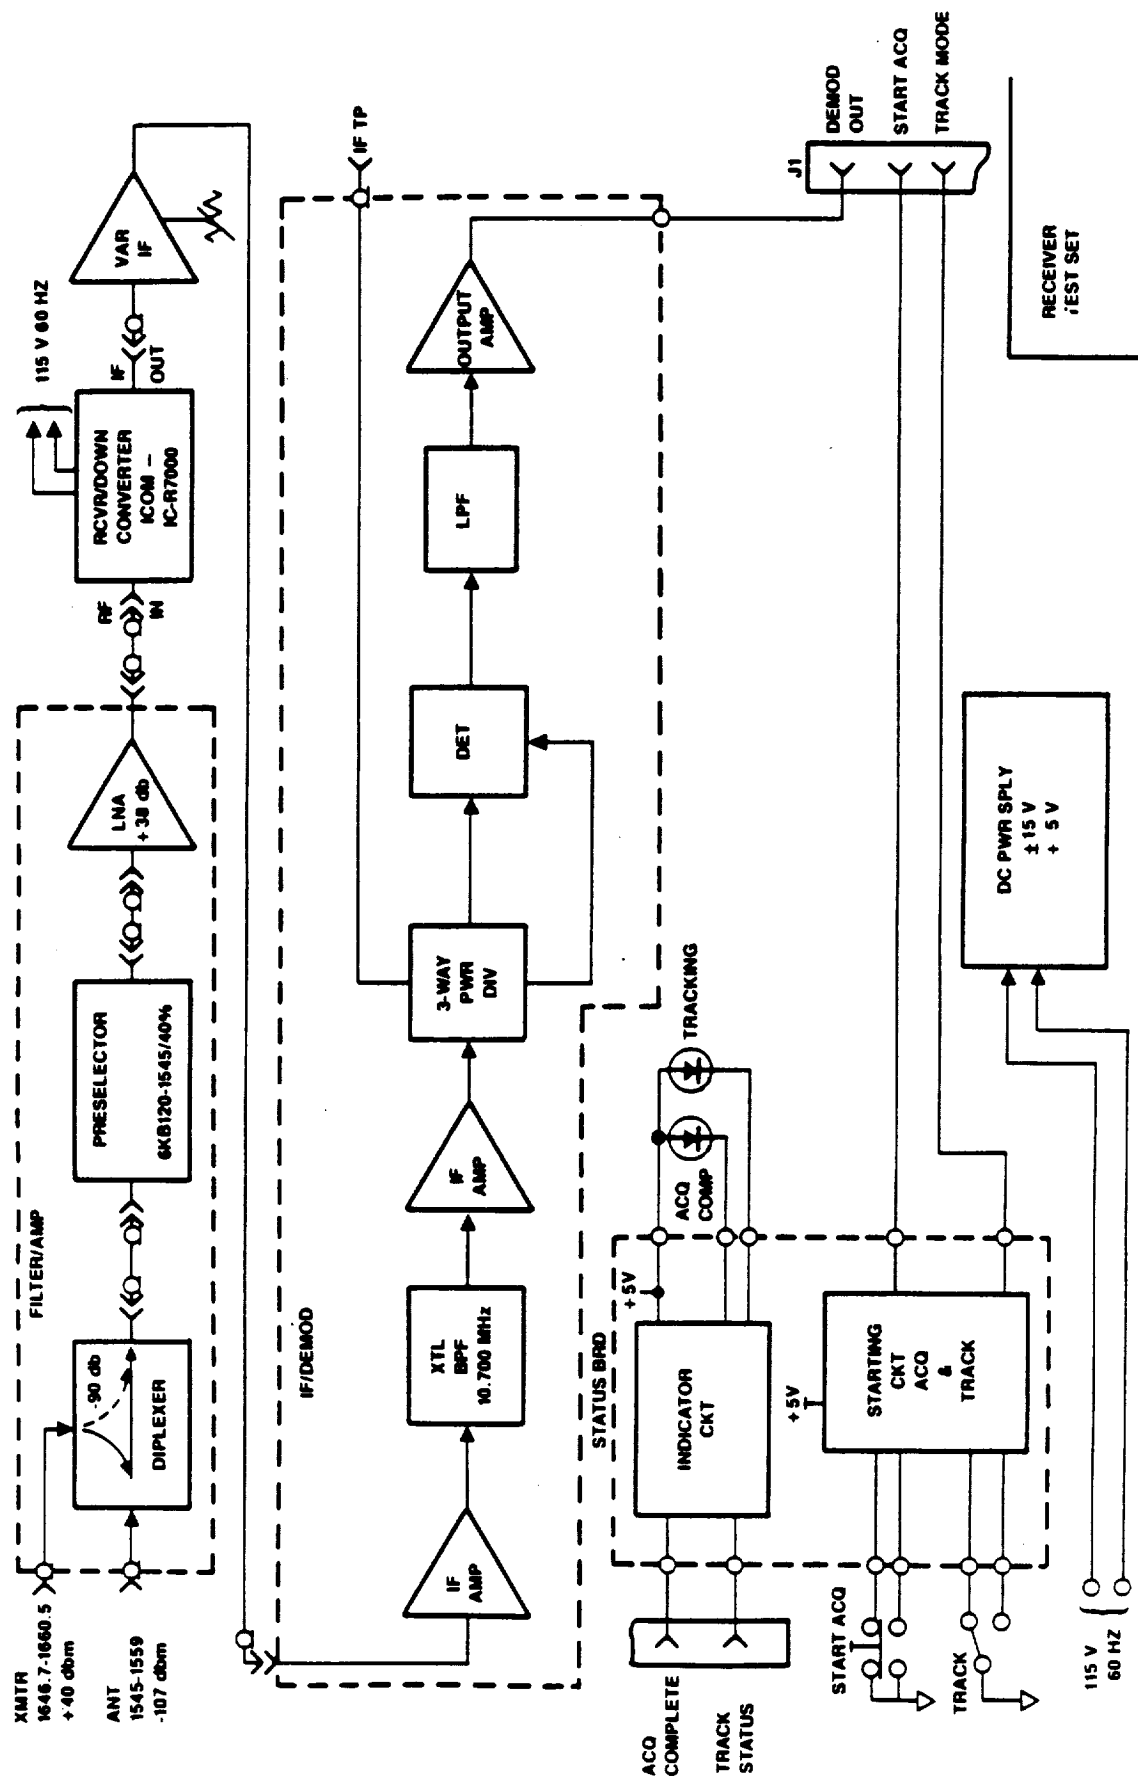 XMTR
1646.7-1660.5
+40 dbm
ANT
1545-1559
-107 dbm
FILTER/AMP
-90 db
DIPLEXER
PRESELECTOR
6KB120-1545/40%
LNA
+38 db
RF
IN
RCVR/DOWN
CONVERTER
ICOM –
IC-R7000
115 V 60 HZ
IF
OUT
VAR
IF
IF/DEMOD
IF
AMP
XTL
BPF
10.700 MHz
IF
AMP
3-WAY
PWR
DIV
DET
LPF
OUTPUT
AMP
IF TP
STATUS BRD
ACQ
COMPLETE
TRACK
STATUS
INDICATOR
CKT
+5V
ACQ
COMP
TRACKING
START ACQ
TRACK
+5V
STARTING
CKT
ACQ
&
TRACK
J1
DEMOD
OUT
START ACQ
TRACK MODE
115 V
60 HZ
DC PWR SPLY
±15 V
+ 5V
RECEIVER
TEST SET